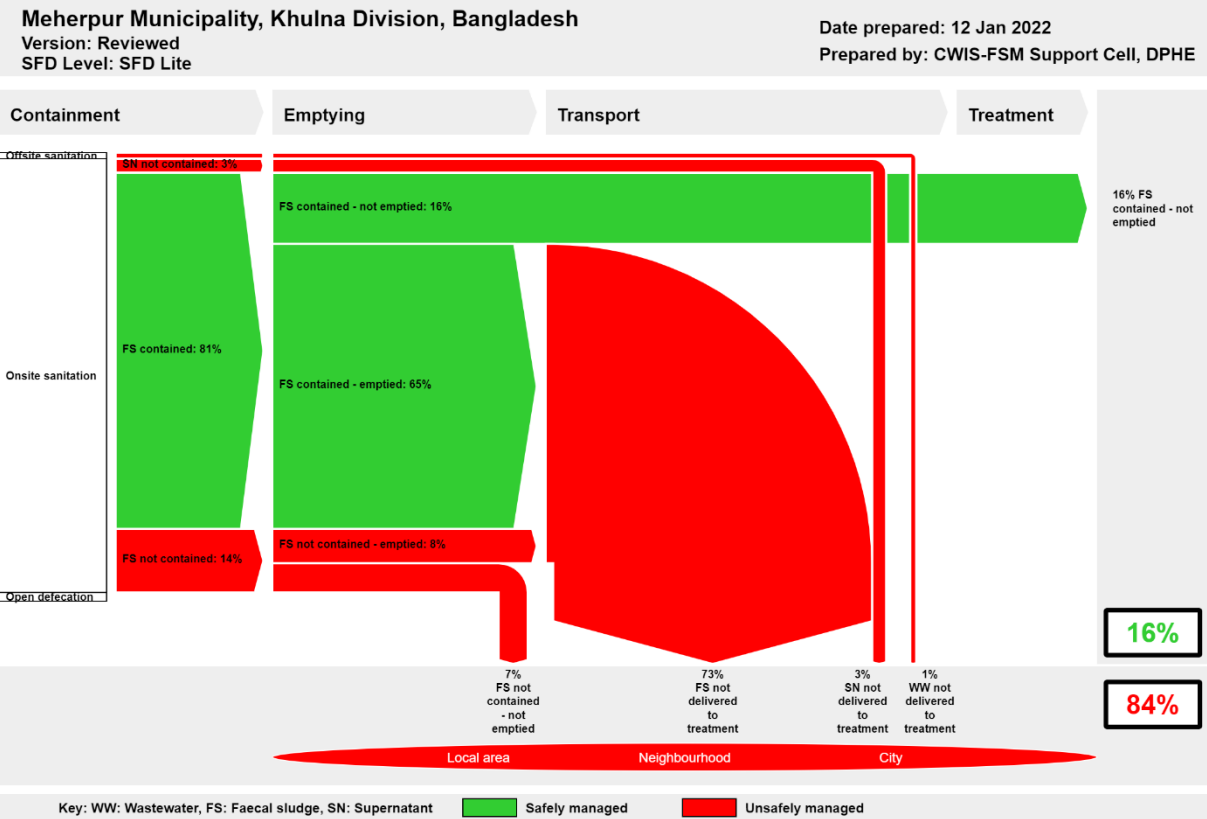 Meherpur Municipality, Khulna Division, Bangladesh
Version: Reviewed
SFD Level: SFD Lite
Date prepared: 12 Jan 2022
Prepared by: CWIS-FSM Support Cell, DPHE
Containment
Emptying
Transport
Treatment
Offsite sanitation
SN not contained: 3%
FS contained - not emptied: 16%
16% FS
contained - not
emptied
FS contained: 81%
Onsite sanitation
FS contained - emptied: 65%
FS not contained - emptied: 8%
FS not contained: 14%
Open defecation
16%
84%
7%
FS not
contained
- not
emptied
73%
FS not
delivered
to
treatment
3%
SN not
delivered
to
treatment
1%
WW not
delivered
to
treatment
Local area
Neighbourhood
City
Key: WW: Wastewater, FS: Faecal sludge, SN: Supernatant
Safely managed
Unsafely managed